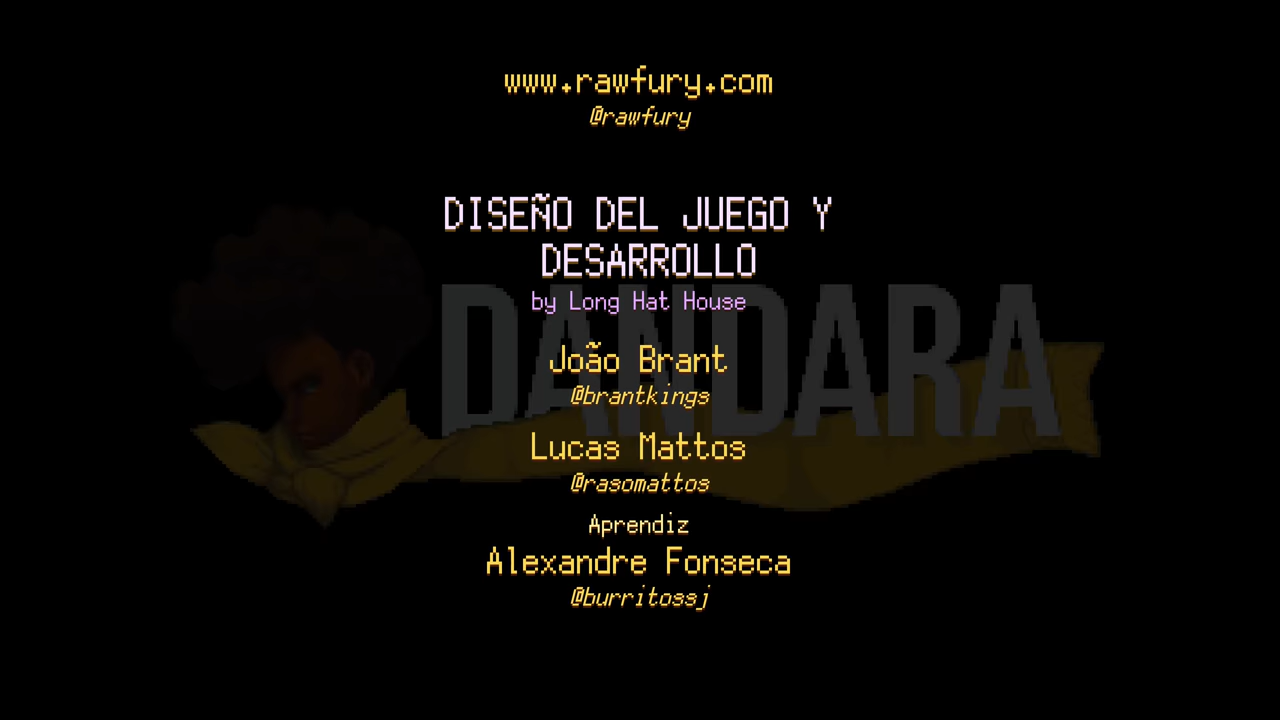 www.rawfury.com
@rawfury
DISEÑO DEL JUEGO Y
DESARROLLO
by Long Hat House
DANDARA
João Brant
@brantkings
Lucas Mattos
@rasomattos
Aprendiz
Alexandre Fonseca
@burritossj